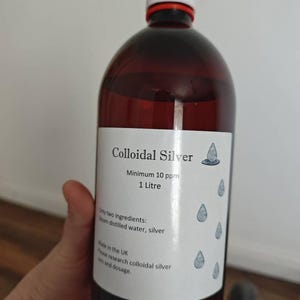 Colloidal Silver
Minimum 10 ppm
1 Litre
Only two ingredients:
distilled water, silver
Made in the UK
Please research colloidal silver
and dosage.